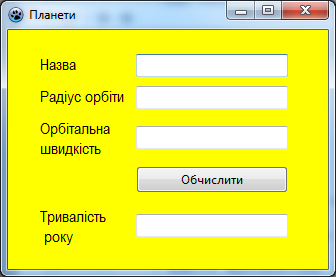 Планети
Назва
Радіус орбіти
Орбітальна
швидкість
Обчислити
Тривалість
року